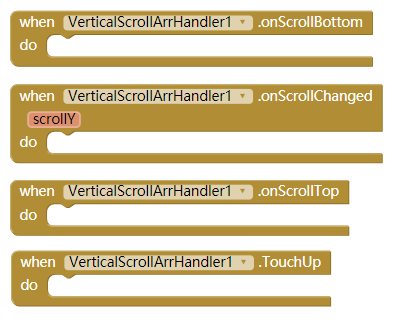 when VerticalScrollArrHandler1 .onScrollBottom
do
when VerticalScrollArrHandler1 .onScrollChanged
scrollY
do
when VerticalScrollArrHandler1 .onScrollTop
do
when VerticalScrollArrHandler1 .TouchUp
do